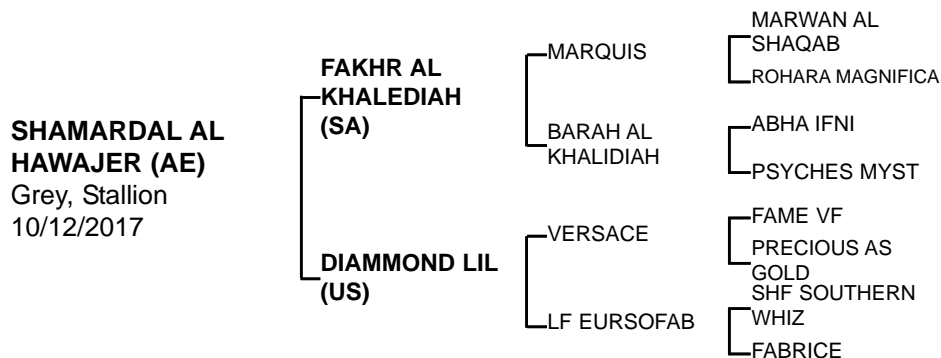 SHAMARDAL AL
HAWAJER (AE)
Grey, Stallion
10/12/2017
FAKHR AL
KHALEDIAH
(SA)
DIAMMOND LIL
(US)
MARQUIS
BARAH AL
KHALIDIAH
VERSACE
LF EURSOFAB
MARWAN AL
SHAQAB
ROHARA MAGNIFICA
ABHA IFNI
PSYCHES MYST
FAME VF
PRECIOUS AS
GOLD
SHF SOUTHERN
WHIZ
FABRICE